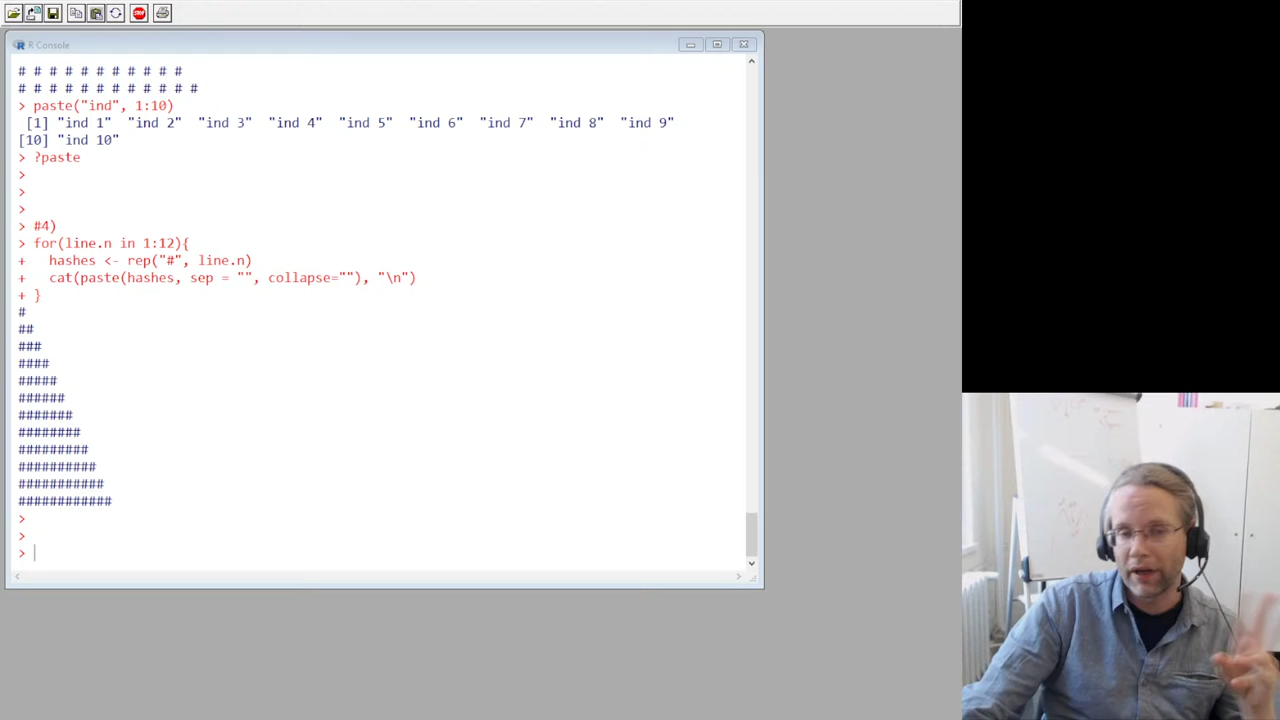 STOP
R Console
# # # # # # # # # # #
# # # # # # # # # # # #
> paste("ind", 1:10)
[1] "ind 1" "ind 2" "ind 3" "ind 4" "ind 5" "ind 6" "ind 7" "ind 8" "ind 9"
[10] "ind 10"
> ?paste
>
>
>
> #4)
> for(line.n in 1:12){
+ hashes <- rep("#", line.n)
+ cat(paste(hashes, sep = "", collapse=""), "\n")
+ }
#
##
###
####
#####
######
#######
########
#########
##########
###########
############
>
>
>